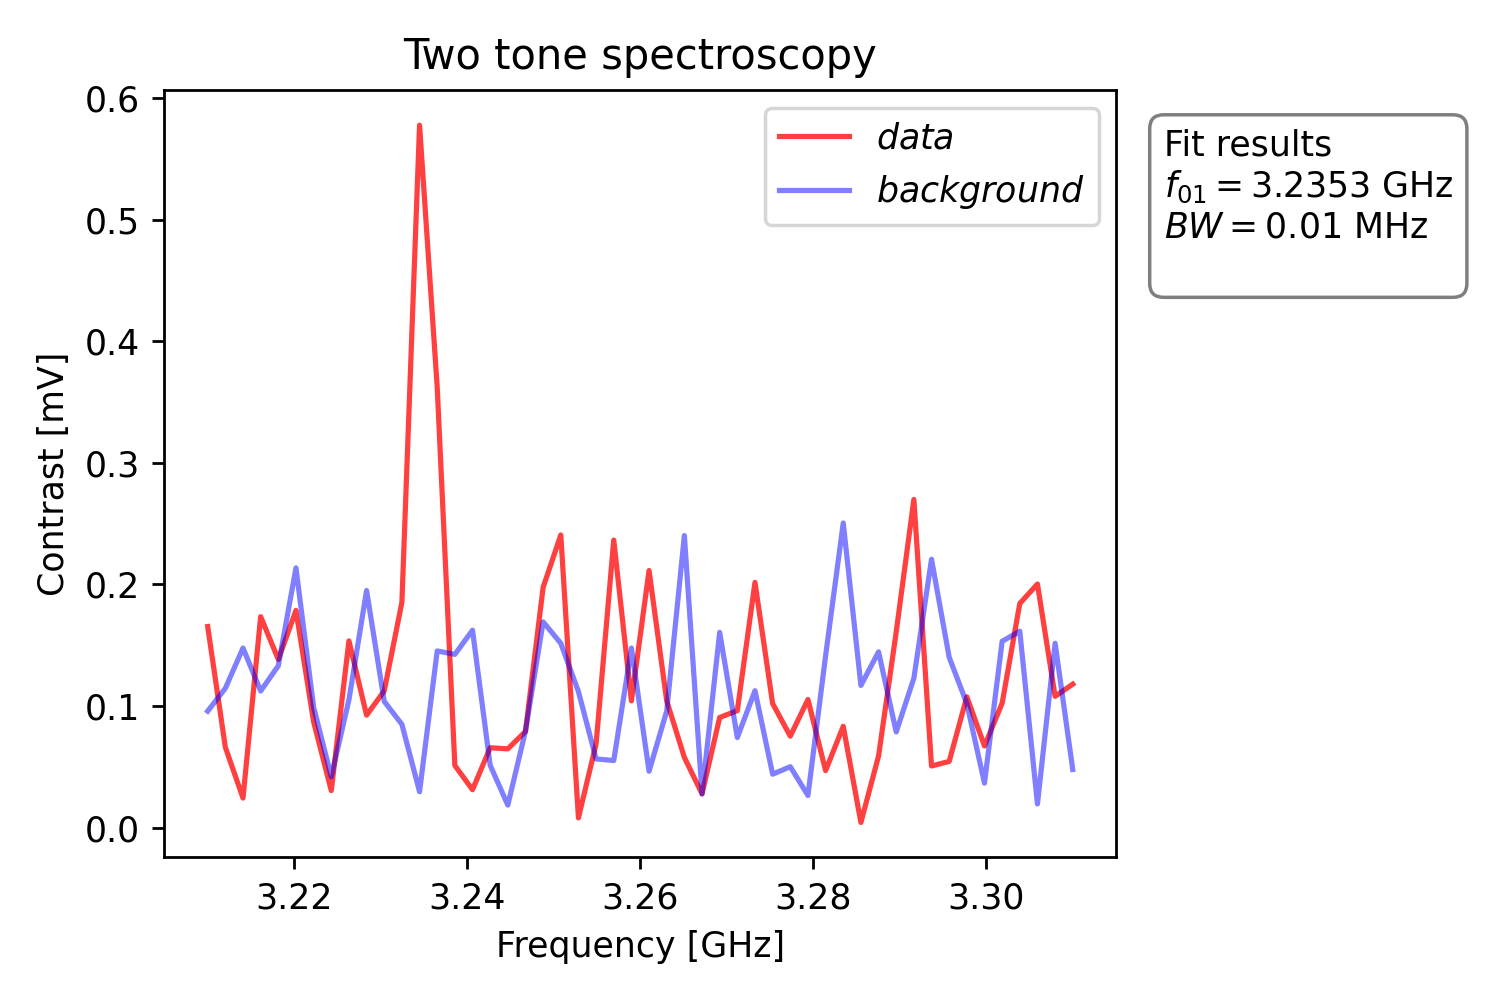 Two tone spectroscopy
0.6
0.5
0.4
0.3
0.2
0.1
0.0
Contrast [mV]
3.22 3.24 3.26 3.28 3.30
Frequency [GHz]
data
background
Fit results
f₀₁ = 3.2353 GHz
BW = 0.01 MHz